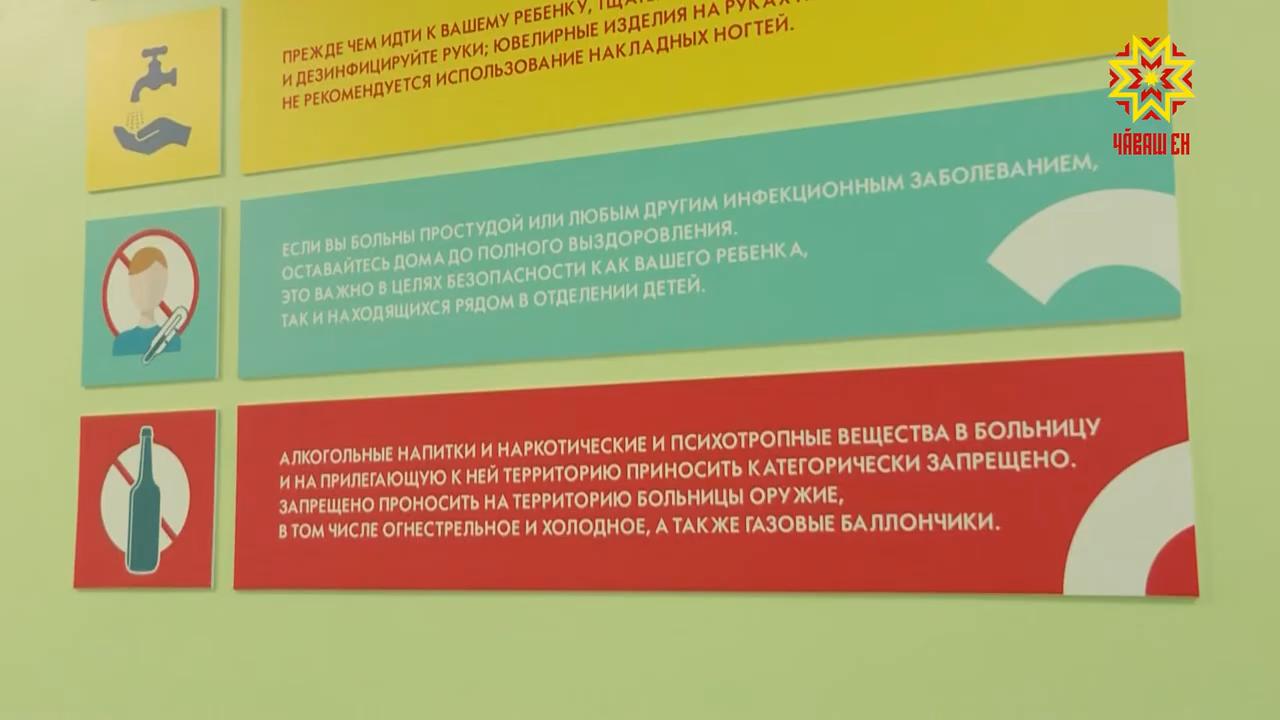 ПРЕЖДЕ ЧЕМ ИДТИ К ВАШЕМУ РЕБЕНКУ,
И ДЕЗИНФИЦИРУЙТЕ РУКИ; ЮВЕЛИРНЫЕ ИЗДЕЛИЯ НА РУКАХ
НЕ РЕКОМЕНДУЕТСЯ ИСПОЛЬЗОВАНИЕ НАКЛАДНЫХ НОГТЕЙ.
ЧӐВАШ ЕН
ЕСЛИ ВЫ БОЛЬНЫ ПРОСТУДОЙ ИЛИ ЛЮБЫМ ДРУГИМ ИНФЕКЦИОННЫМ ЗАБОЛЕВАНИЕМ,
ОСТАВАЙТЕСЬ ДОМА ДО ПОЛНОГО ВЫЗДОРОВЛЕНИЯ.
ЭТО ВАЖНО В ЦЕЛЯХ БЕЗОПАСНОСТИ КАК ВАШЕГО РЕБЕНКА,
ТАК И НАХОДЯЩИХСЯ РЯДОМ В ОТДЕЛЕНИИ ДЕТЕЙ.
АЛКОГОЛЬНЫЕ НАПИТКИ И НАРКОТИЧЕСКИЕ И ПСИХОТРОПНЫЕ ВЕЩЕСТВА В БОЛЬНИЦУ
И НА ПРИЛЕГАЮЩУЮ К НЕЙ ТЕРРИТОРИЮ ПРИНОСИТЬ КАТЕГОРИЧЕСКИ ЗАПРЕЩЕНО.
ЗАПРЕЩЕНО ПРОНОСИТЬ НА ТЕРРИТОРИЮ БОЛЬНИЦЫ ОРУЖИЕ,
В ТОМ ЧИСЛЕ ОГНЕСТРЕЛЬНОЕ И ХОЛОДНОЕ, А ТАКЖЕ ГАЗОВЫЕ БАЛЛОНЧИКИ.